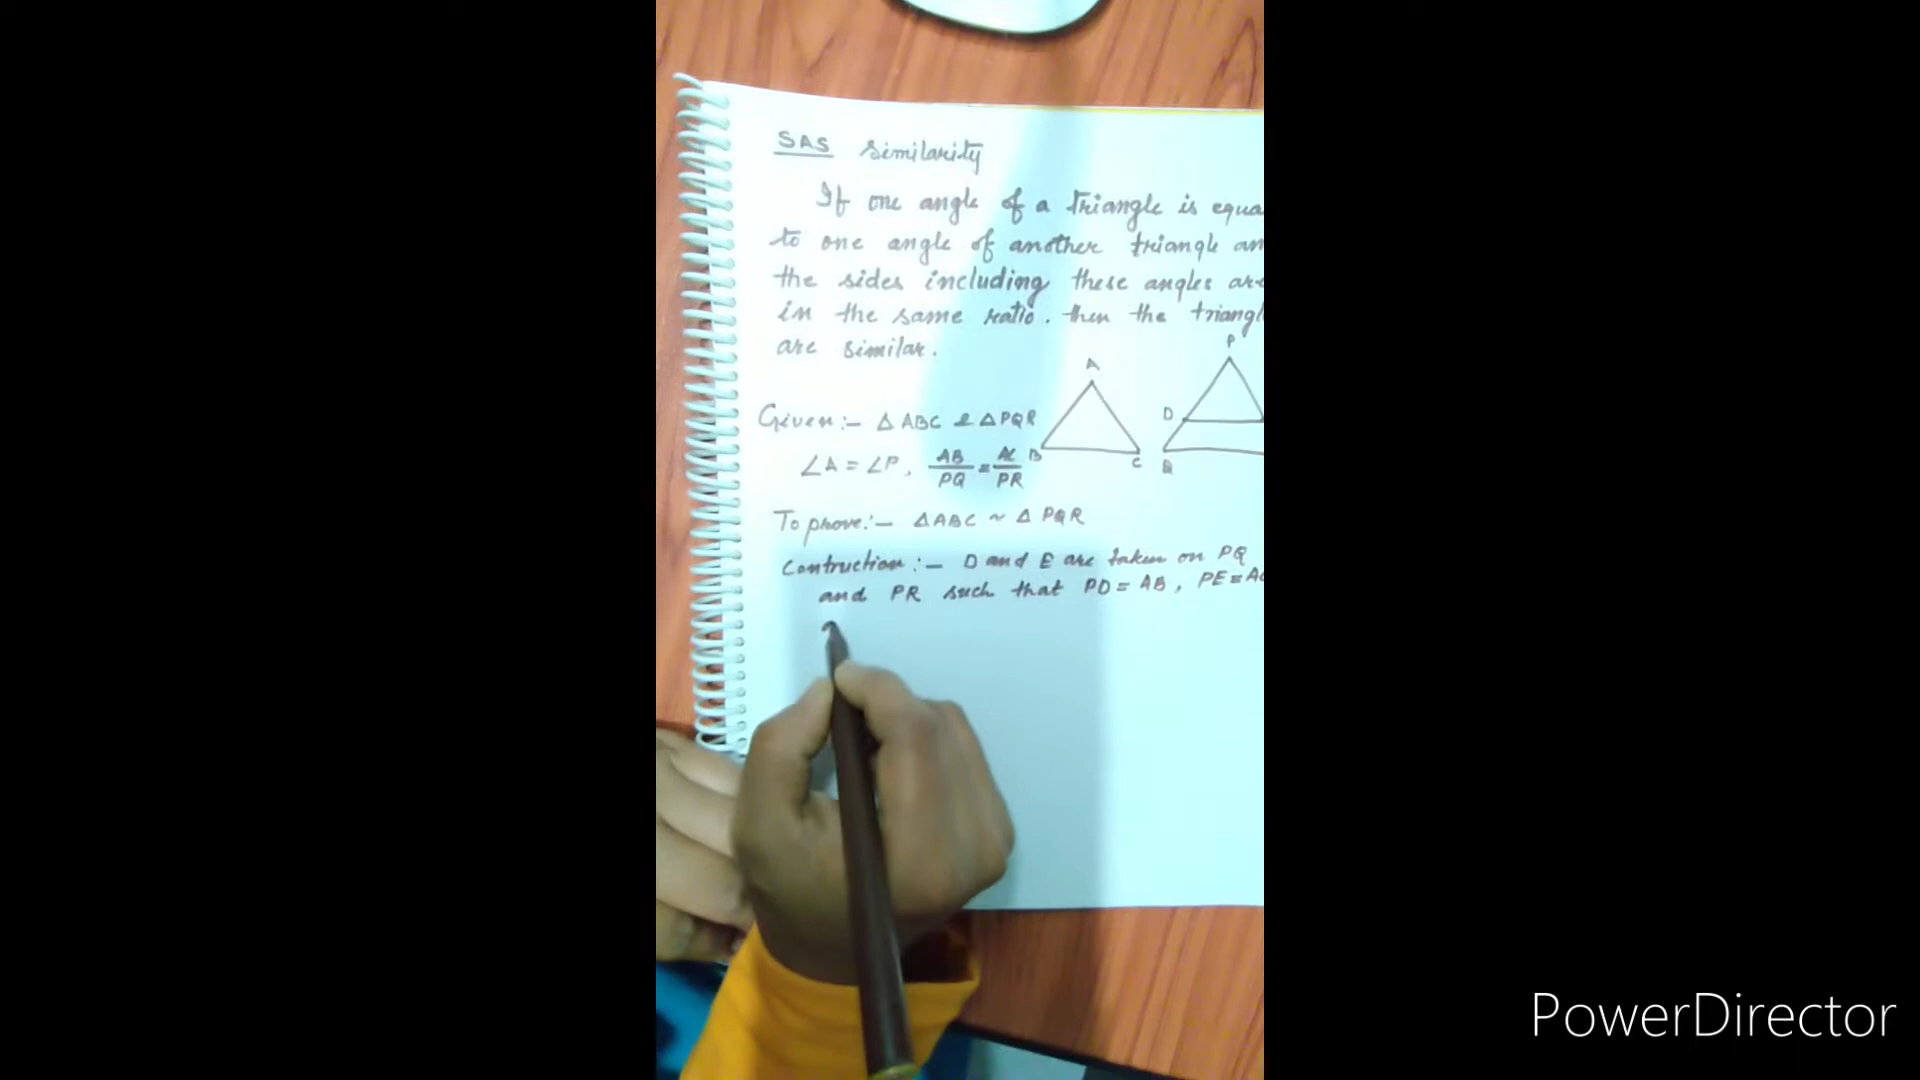 SAS Similarity
If one angle of a triangle is equa
to one angle of another triangle an
the sides including these angles are
in the same ratio. then the triangl
are similar.
P
A
D
Given:- △ ABC & △ PQR
B
C
Q
∠A = ∠P, AB/PQ = AC/PR
To prove:- △ABC ~ △ PQR
Contruction:- D and E are taken on PQ
and PR such that PD = AB, PE = AC
PowerDirector